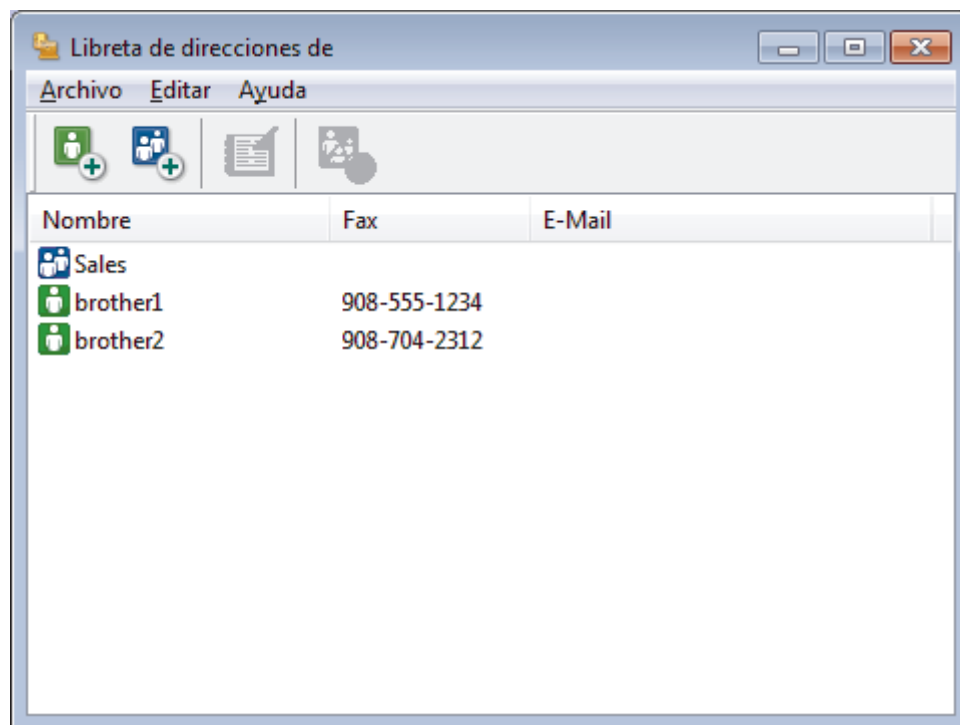 Libreta de direcciones de
Archivo Editar Ayuda
Nombre Fax E-Mail
Sales
brother1 908-555-1234
brother2 908-704-2312